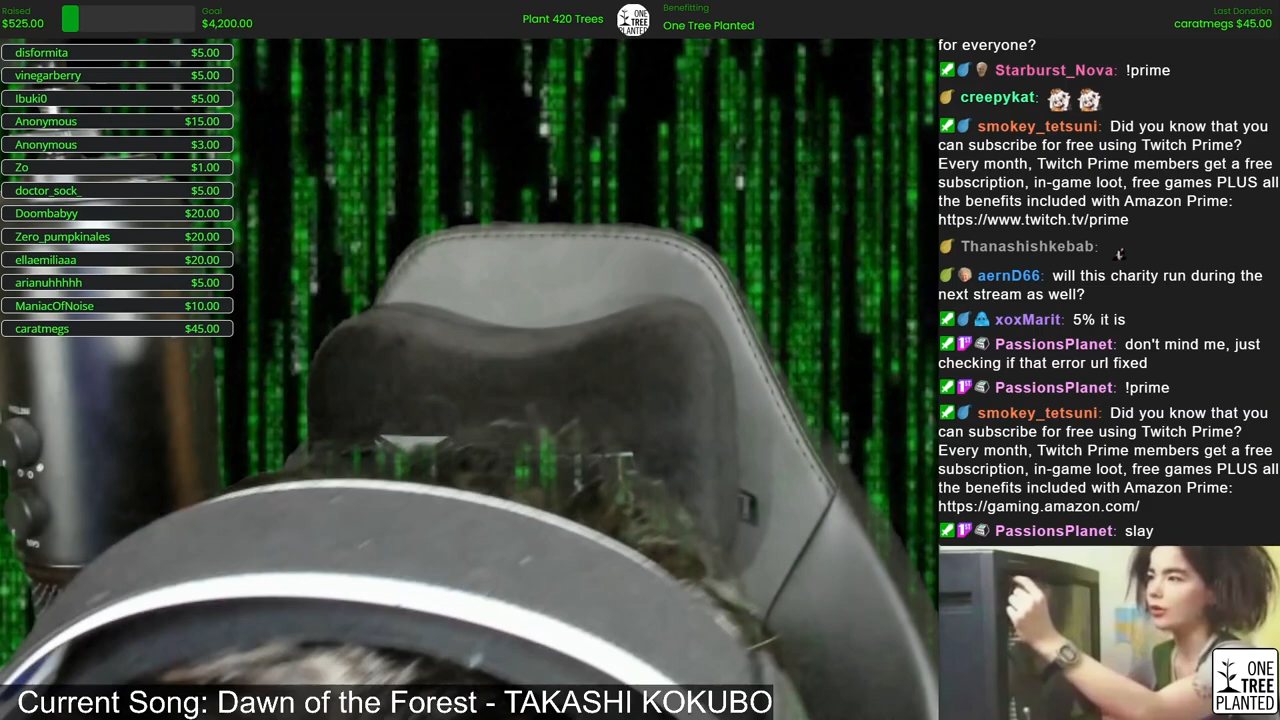 Raised
$525.00
Goal
$4,200.00
Plant 420 Trees
ONE
TREE
PLANTED
Benefitting
One Tree Planted
Last Donation
caratmegs $45.00
disformita $5.00
vinegarberry $5.00
Ibuki0 $5.00
Anonymous $15.00
Anonymous $3.00
Zo $1.00
doctor_sock_ $5.00
Doombabyy $20.00
Zero_pumpkinales $20.00
ellaemiliaaa $20.00
arianuhhhhh $5.00
ManiacOfNoise $10.00
caratmegs $45.00
for everyone?
Starburst_Nova: !prime
creepykat:
smokey_tetsuni: Did you know that you
can subscribe for free using Twitch Prime?
Every month, Twitch Prime members get a free
subscription, in-game loot, free games PLUS all
the benefits included with Amazon Prime:
https://www.twitch.tv/prime
Thanashishkebab:
aernD66: will this charity run during the
next stream as well?
xoxMarit: 5% it is
PassionsPlanet: don't mind me, just
checking if that error url fixed
PassionsPlanet: !prime
smokey_tetsuni: Did you know that you
can subscribe for free using Twitch Prime?
Every month, Twitch Prime members get a free
subscription, in-game loot, free games PLUS all
the benefits included with Amazon Prime:
https://gaming.amazon.com/
PassionsPlanet: slay
ONE
TREE
PLANTED
Current Song: Dawn of the Forest - TAKASHI KOKUBO